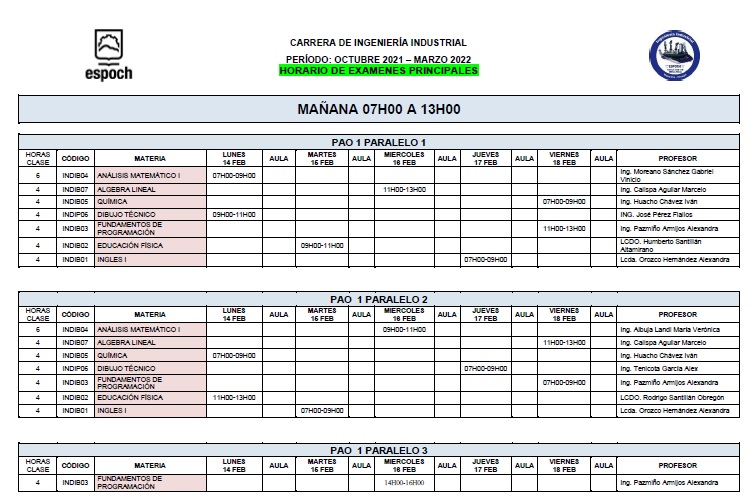 espoch
CARRERA DE INGENIERÍA INDUSTRIAL
PERÍODO: OCTUBRE 2021 – MARZO 2022
HORARIO DE EXAMENES PRINCIPALES
MAÑANA 07H00 A 13H00
PAO 1 PARALELO 1
HORAS CLASE CÓDIGO MATERIA LUNES 14 FEB AULA MARTES 15 FEB AULA MIERCOLES 16 FEB AULA JUEVES 17 FEB AULA VIERNES 18 FEB AULA PROFESOR
6 INDIB04 ANÁLISIS MATEMÁTICO I 07H00-09H00 Ing. Moreano Sánchez Gabriel Vinicio
4 INDIB07 ALGEBRA LINEAL 11H00-13H00 Ing. Calispa Aguilar Marcelo
4 INDIB05 QUÍMICA 07H00-09H00 Ing. Huacho Chávez Iván
4 INDIP06 DIBUJO TÉCNICO 09H00-11H00 ING. José Pérez Fiallos
4 INDIB03 FUNDAMENTOS DE PROGRAMACIÓN 11H00-13H00 Ing. Pazmiño Armijos Alexandra
4 INDIB02 EDUCACIÓN FÍSICA 09H00-11H00 LCDO. Humberto Santillán Altamirano
4 INDIB01 INGLES I 07H00-09H00 Lcda. Orozco Hernández Alexandra
PAO 1 PARALELO 2
HORAS CLASE CÓDIGO MATERIA LUNES 14 FEB AULA MARTES 15 FEB AULA MIERCOLES 16 FEB AULA JUEVES 17 FEB AULA VIERNES 18 FEB AULA PROFESOR
6 INDIB04 ANÁLISIS MATEMÁTICO I 09H00-11H00 Ing. Albuja Landi María Verónica
4 INDIB07 ALGEBRA LINEAL 11H00-13H00 Ing. Calispa Aguilar Marcelo
4 INDIB05 QUÍMICA 07H00-09H00 Ing. Huacho Chávez Iván
4 INDIP06 DIBUJO TÉCNICO 07H00-09H00 Ing. Tenicota García Alex
4 INDIB03 FUNDAMENTOS DE PROGRAMACIÓN 07H00-09H00 Ing. Pazmiño Armijos Alexandra
4 INDIB02 EDUCACIÓN FÍSICA 11H00-13H00 LCDO. Rodrigo Santillán Obregón
4 INDIB01 INGLES I 07H00-09H00 Lcda. Orozco Hernández Alexandra
PAO 1 PARALELO 3
HORAS CLASE CÓDIGO MATERIA LUNES 14 FEB AULA MARTES 15 FEB AULA MIERCOLES 16 FEB AULA JUEVES 17 FEB AULA VIERNES 18 FEB AULA PROFESOR
4 INDIB03 FUNDAMENTOS DE PROGRAMACIÓN 14H00-16H00 Ing. Pazmiño Armijos Alexandra